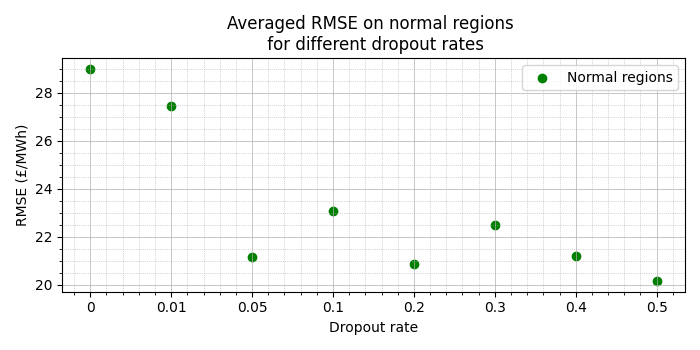 Averaged RMSE on normal regions
for different dropout rates
Normal regions
RMSE (£/MWh)
28
26
24
22
20
0 0.01 0.05 0.1 0.2 0.3 0.4 0.5
Dropout rate